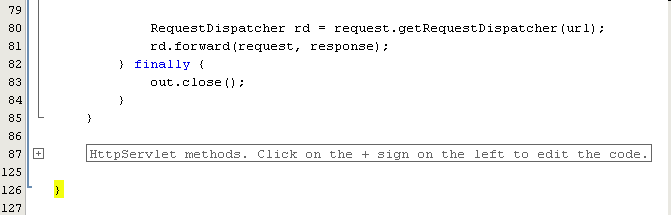 79
80 RequestDispatcher rd = request.getRequestDispatcher(url);
81 rd.forward(request, response);
82 } finally {
83 out.close();
84 }
85 }
86
87 HttpServlet methods. Click on the + sign on the left to edit the code.
125
126 }
127